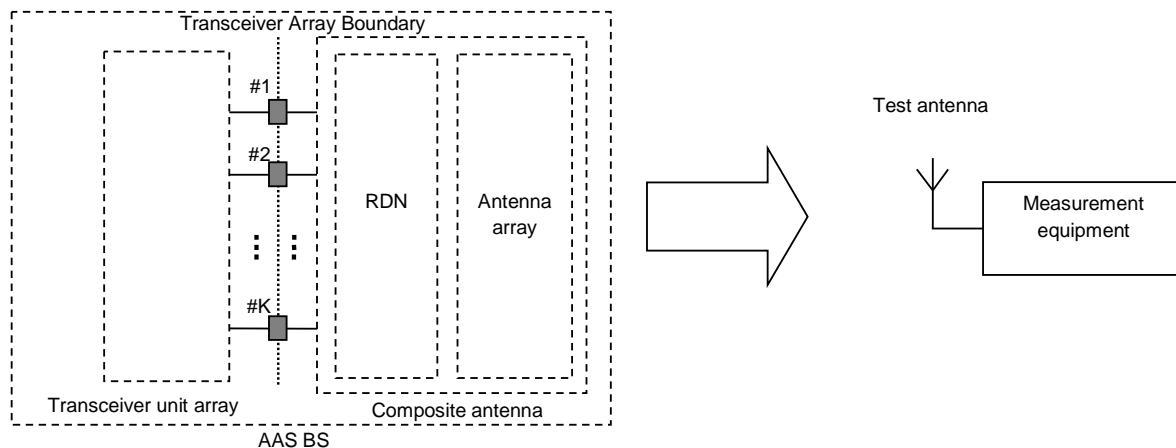 Transceiver Array Boundary
#1
#2
#K
RDN
Antenna
array
Transceiver unit array
Composite antenna
AAS BS
Test antenna
Measurement
equipment